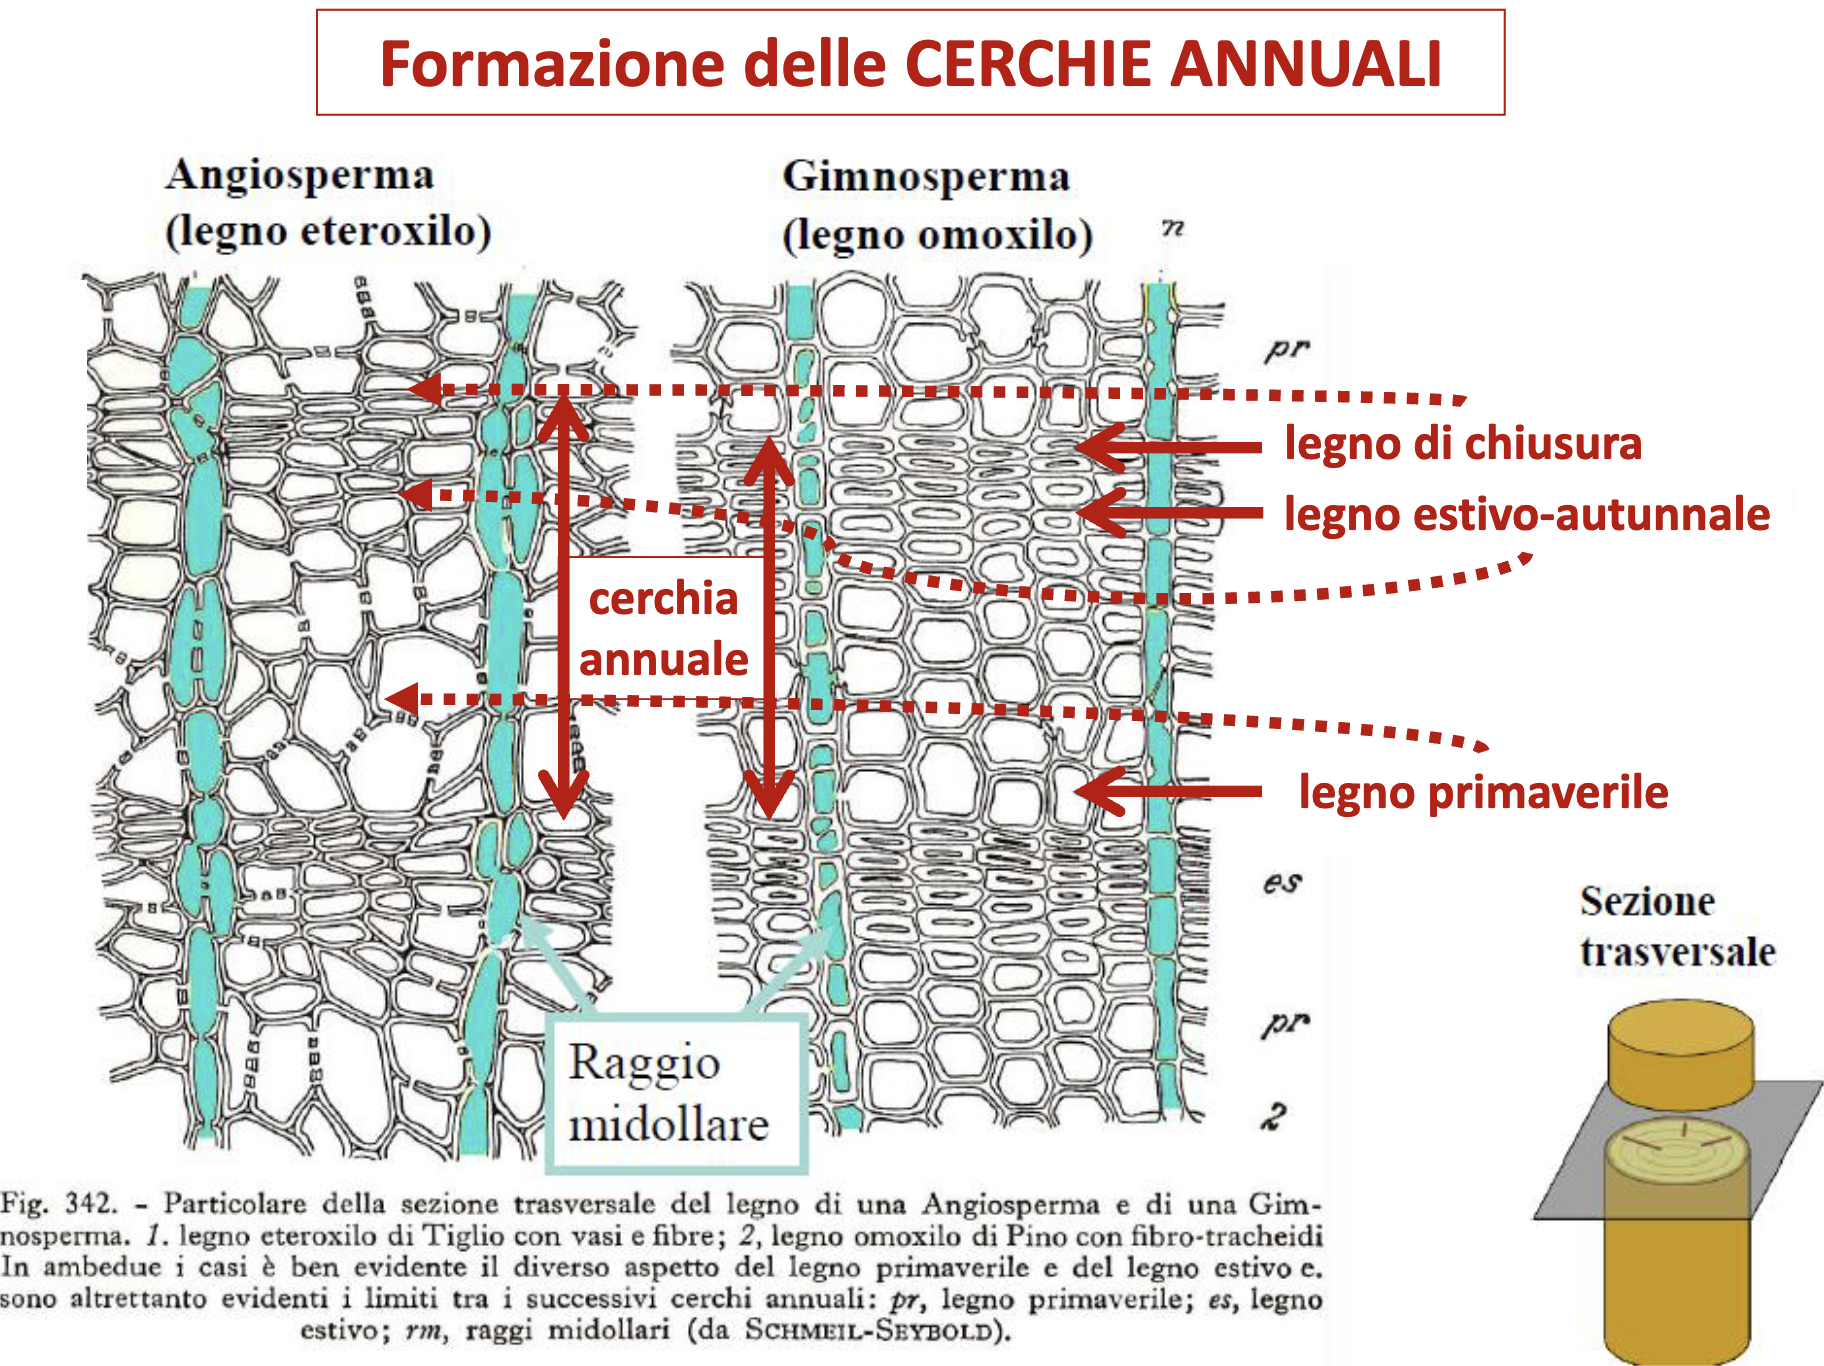 Formazione delle CERCHIE ANNUALI
Angiosperma
(legno eteroxilo)
Gimnosperma
(legno omoxilo)
n
pr
legno di chiusura
legno estivo-autunnale
cerchia
annuale
legno primaverile
es
Sezione
trasversale
pr
Raggio
midollare
2
Fig. 342. - Particolare della sezione trasversale del legno di una Angiosperma e di una Gim-
nosperma. 1. legno eteroxilo di Tiglio con vasi e fibre; 2, legno omoxilo di Pino con fibro-tracheidi
In ambedue i casi è ben evidente il diverso aspetto del legno primaverile e del legno estivo e.
sono altrettanto evidenti i limiti tra i successivi cerchi annuali: pr, legno primaverile; es, legno
estivo; rm, raggi midollari (da SCHMEIL-SEYBOLD).